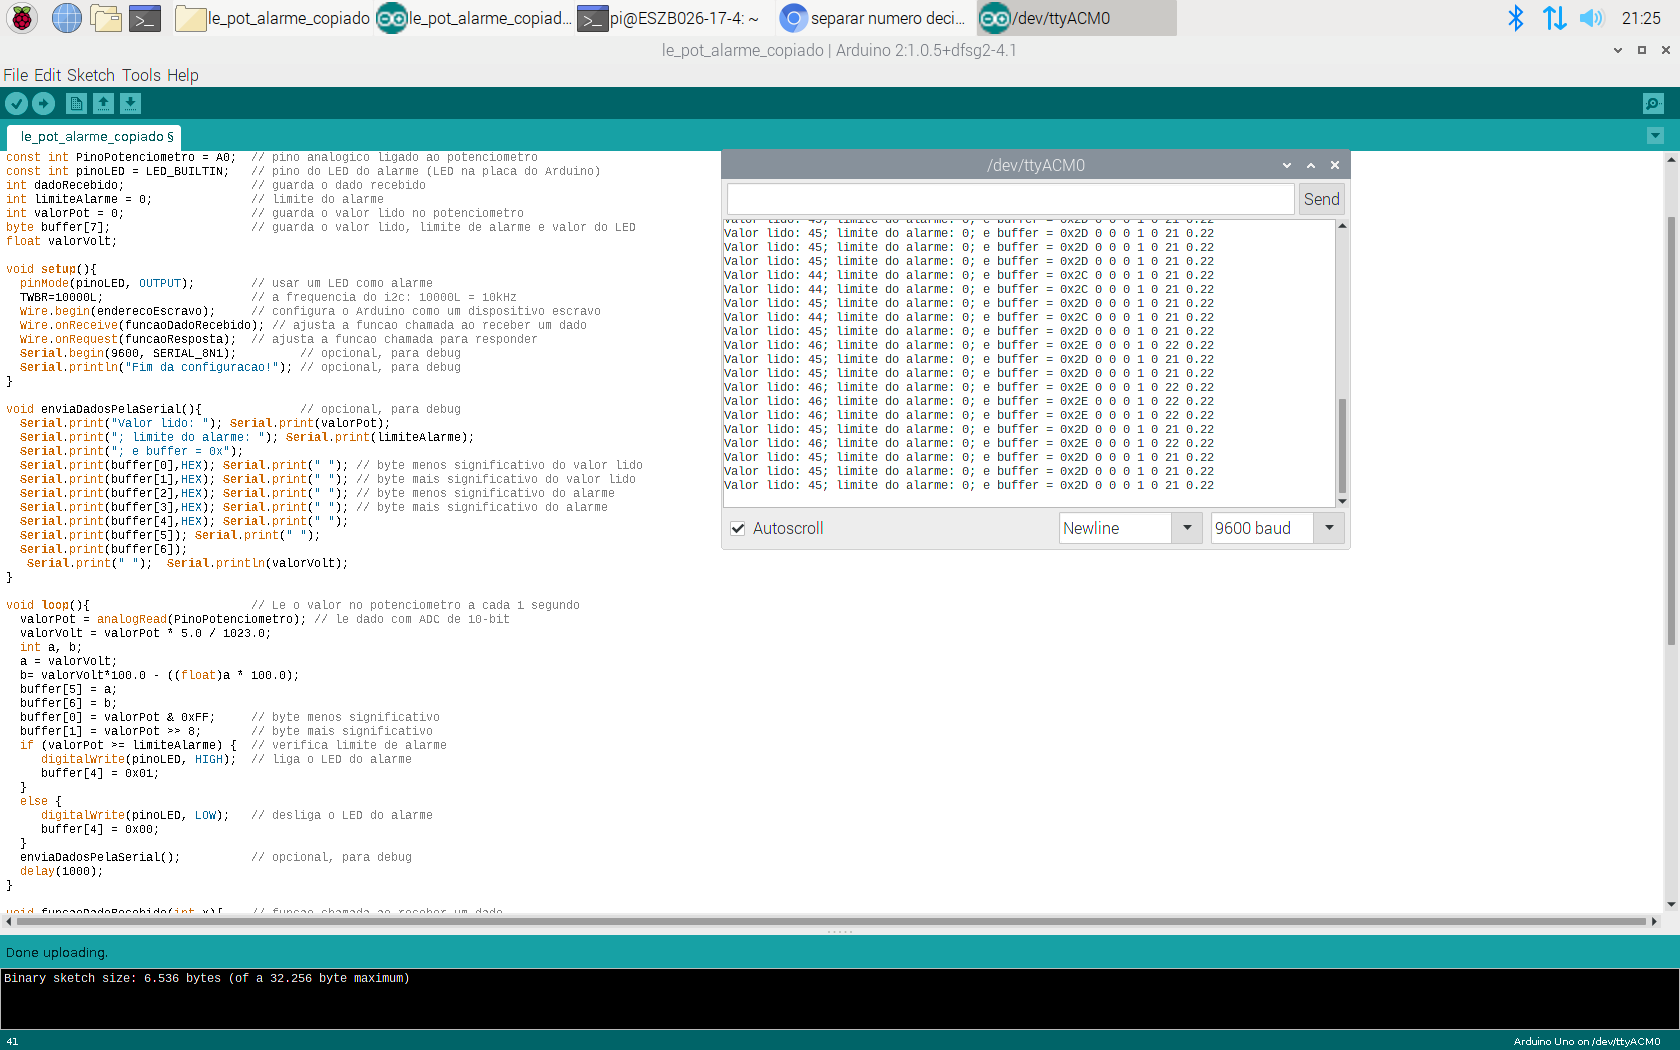 le_pot_alarme_copiado
le_pot_alarme_copiad...
pi@ESZB026-17-4: ~
separar numero deci...
/dev/ttyACM0
21:25
le_pot_alarme_copiado | Arduino 2:1.0.5+dfsg2-4.1
File Edit Sketch Tools Help
le_pot_alarme_copiado §
const int PinoPotenciometro = A0;  // pino analogico ligado ao potenciometro
const int pinoLED = LED_BUILTIN;   // pino do LED do alarme (LED na placa do Arduino)
int dadoRecebido;                  // guarda o dado recebido
int limiteAlarme = 0;              // limite do alarme
int valorPot = 0;                  // guarda o valor lido no potenciometro
byte buffer[7];                    // guarda o valor lido, limite de alarme e valor do LED
float valorVolt;
void setup(){
  pinMode(pinoLED, OUTPUT);        // usar um LED como alarme
  TWBR=10000L;                     // a frequencia do i2c: 10000L = 10kHz
  Wire.begin(enderecoEscravo);     // configura o Arduino como um dispositivo escravo
  Wire.onReceive(funcaoDadoRecebido); // ajusta a funcao chamada ao receber um dado
  Wire.onRequest(funcaoResposta);  // ajusta a funcao chamada para responder
  Serial.begin(9600, SERIAL_8N1);         // opcional, para debug
  Serial.println("Fim da configuracao!"); // opcional, para debug
}
void enviaDadosPelaSerial(){              // opcional, para debug
  Serial.print("Valor lido: "); Serial.print(valorPot);
  Serial.print("; limite do alarme: "); Serial.print(limiteAlarme);
  Serial.print("; e buffer = 0x");
  Serial.print(buffer[0],HEX); Serial.print(" "); // byte menos significativo do valor lido
  Serial.print(buffer[1],HEX); Serial.print(" "); // byte mais significativo do valor lido
  Serial.print(buffer[2],HEX); Serial.print(" "); // byte menos significativo do alarme
  Serial.print(buffer[3],HEX); Serial.print(" "); // byte mais significativo do alarme
  Serial.print(buffer[4],HEX); Serial.print(" ");
  Serial.print(buffer[5]); Serial.print(" ");
  Serial.print(buffer[6]);
   Serial.print(" ");  Serial.println(valorVolt);
}
void loop(){                       // Le o valor no potenciometro a cada 1 segundo
  valorPot = analogRead(PinoPotenciometro); // le dado com ADC de 10-bit
  valorVolt = valorPot * 5.0 / 1023.0;
  int a, b;
  a = valorVolt;
  b= valorVolt*100.0 - ((float)a * 100.0);
  buffer[5] = a;
  buffer[6] = b;
  buffer[0] = valorPot & 0xFF;     // byte menos significativo
  buffer[1] = valorPot >> 8;       // byte mais significativo
  if (valorPot >= limiteAlarme) {  // verifica limite de alarme
     digitalWrite(pinoLED, HIGH);  // liga o LED do alarme
     buffer[4] = 0x01;
  }
  else {
     digitalWrite(pinoLED, LOW);   // desliga o LED do alarme
     buffer[4] = 0x00;
  }
  enviaDadosPelaSerial();          // opcional, para debug
  delay(1000);
}
void funcaoDadoRecebido(int x){    // funcao chamada ao receber um dado
/dev/ttyACM0
Send
Valor lido: 45; limite do alarme: 0; e buffer = 0x2D 0 0 0 1 0 21 0.22
Valor lido: 45; limite do alarme: 0; e buffer = 0x2D 0 0 0 1 0 21 0.22
Valor lido: 45; limite do alarme: 0; e buffer = 0x2D 0 0 0 1 0 21 0.22
Valor lido: 45; limite do alarme: 0; e buffer = 0x2D 0 0 0 1 0 21 0.22
Valor lido: 44; limite do alarme: 0; e buffer = 0x2C 0 0 0 1 0 21 0.22
Valor lido: 44; limite do alarme: 0; e buffer = 0x2C 0 0 0 1 0 21 0.22
Valor lido: 45; limite do alarme: 0; e buffer = 0x2D 0 0 0 1 0 21 0.22
Valor lido: 44; limite do alarme: 0; e buffer = 0x2C 0 0 0 1 0 21 0.22
Valor lido: 45; limite do alarme: 0; e buffer = 0x2D 0 0 0 1 0 21 0.22
Valor lido: 46; limite do alarme: 0; e buffer = 0x2E 0 0 0 1 0 22 0.22
Valor lido: 45; limite do alarme: 0; e buffer = 0x2D 0 0 0 1 0 21 0.22
Valor lido: 45; limite do alarme: 0; e buffer = 0x2D 0 0 0 1 0 21 0.22
Valor lido: 46; limite do alarme: 0; e buffer = 0x2E 0 0 0 1 0 22 0.22
Valor lido: 46; limite do alarme: 0; e buffer = 0x2E 0 0 0 1 0 22 0.22
Valor lido: 46; limite do alarme: 0; e buffer = 0x2E 0 0 0 1 0 22 0.22
Valor lido: 45; limite do alarme: 0; e buffer = 0x2D 0 0 0 1 0 21 0.22
Valor lido: 46; limite do alarme: 0; e buffer = 0x2E 0 0 0 1 0 22 0.22
Valor lido: 45; limite do alarme: 0; e buffer = 0x2D 0 0 0 1 0 21 0.22
Valor lido: 45; limite do alarme: 0; e buffer = 0x2D 0 0 0 1 0 21 0.22
Valor lido: 45; limite do alarme: 0; e buffer = 0x2D 0 0 0 1 0 21 0.22
Autoscroll
Newline
9600 baud
Done uploading.
Binary sketch size: 6.536 bytes (of a 32.256 byte maximum)
41
Arduino Uno on /dev/ttyACM0